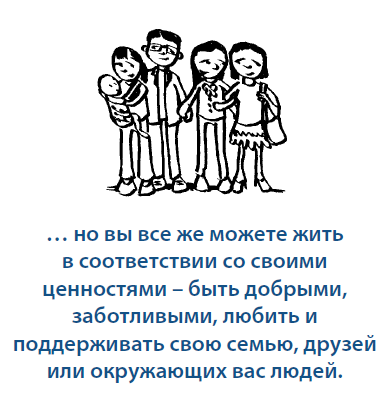 … но вы все же можете жить
в соответствии со своими
ценностями – быть добрыми,
заботливыми, любить и
поддерживать свою семью, друзей
или окружающих вас людей.